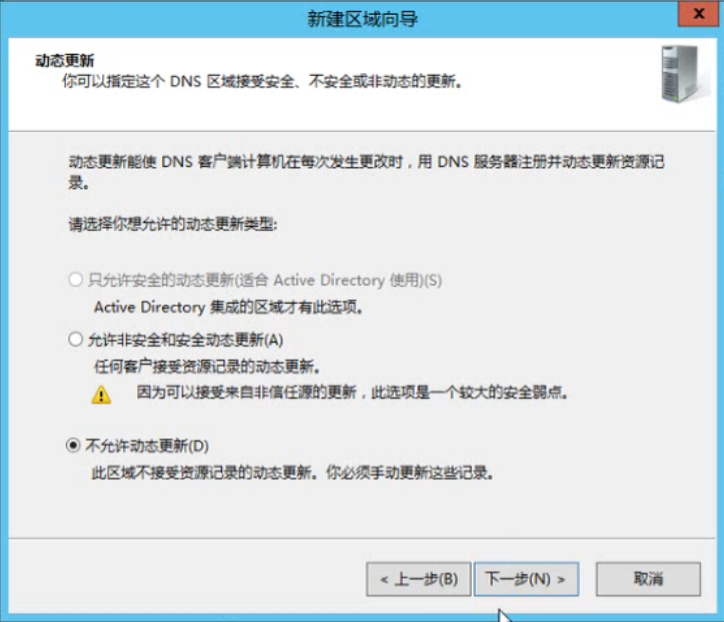 新建区域向导
x
动态更新
你可以指定这个 DNS 区域接受安全、不安全或非动态的更新。
动态更新能使 DNS 客户端计算机在每次发生更改时，用 DNS 服务器注册并动态更新资源记
录。
请选择你想允许的动态更新类型:
只允许安全的动态更新(适合 Active Directory 使用)(S)
Active Directory 集成的区域才有此选项。
允许非安全和安全动态更新(A)
任何客户接受资源记录的动态更新。
因为可以接受来自非信任源的更新，此选项是一个较大的安全弱点。
不允许动态更新(D)
此区域不接受资源记录的动态更新。你必须手动更新这些记录。
< 上一步(B) 下一步(N) > 取消